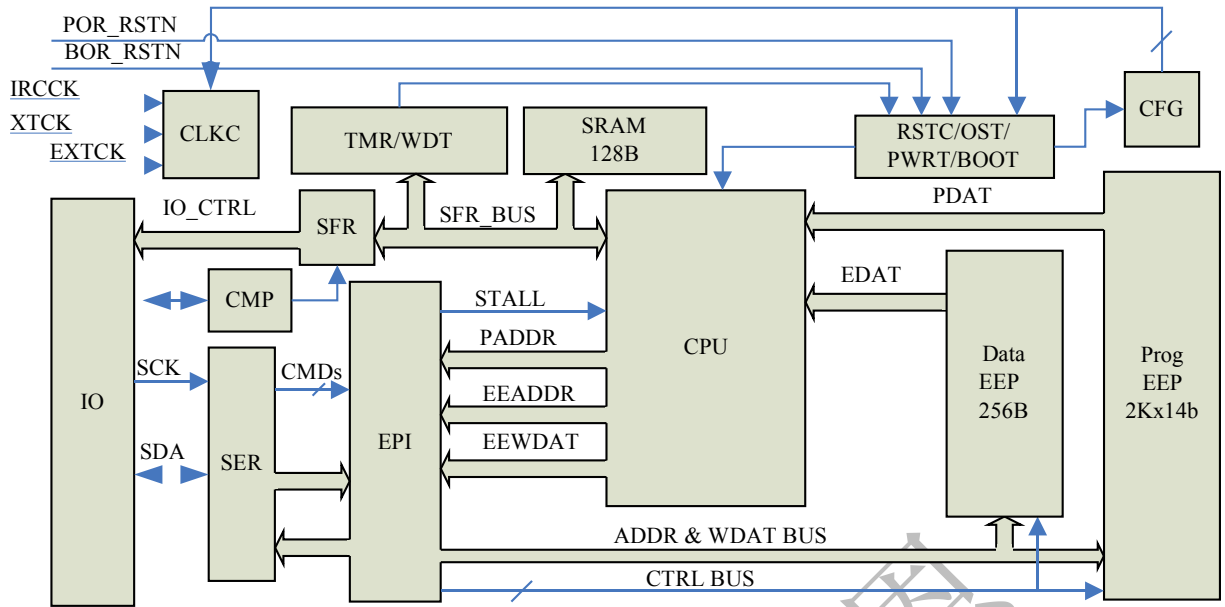 POR_RSTN
BOR_RSTN
IRCCK
XTCK
EXTCK
CLKC
TMR/WDT
SRAM
128B
RSTC/OST/
PWRT/BOOT
CFG
IO_CTRL
SFR
SFR_BUS
PDAT
CMP
STALL
EDAT
PADDR
CPU
Data
EEP
256B
Prog
EEP
2Kx14b
SCK
CMDs
IO
EEADDR
EPI
SDA
SER
EEWDAT
ADDR & WDAT BUS
CTRL BUS